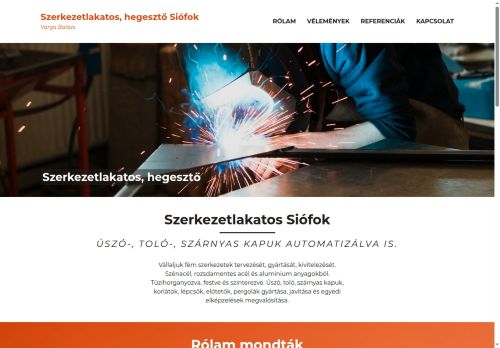 Szerkezetlakatos, hegesztő Siófok
Varga Balázs
RÓLAM VÉLEMÉNYEK REFERENCIÁK KAPCSOLAT
Szerkezetlakatos, hegesztő
Szerkezetlakatos Siófok
ÚSZÓ-, TOLÓ-, SZÁRNYAS KAPUK AUTOMATIZÁLVA IS.
Vállaljuk fém szerkezetek tervezését, gyártását, kivitelezését.
Szénacél, rozsdamentes acél és alumínium anyagokból.
Tüzihorganyozva, festve és szinterezve. Úszó, toló, szárnyas kapuk,
korlátok, lépcsők, előtetők, pergolák gyártása, javítása és egyedi
elképzelések megvalósítása.
Rólam mondták